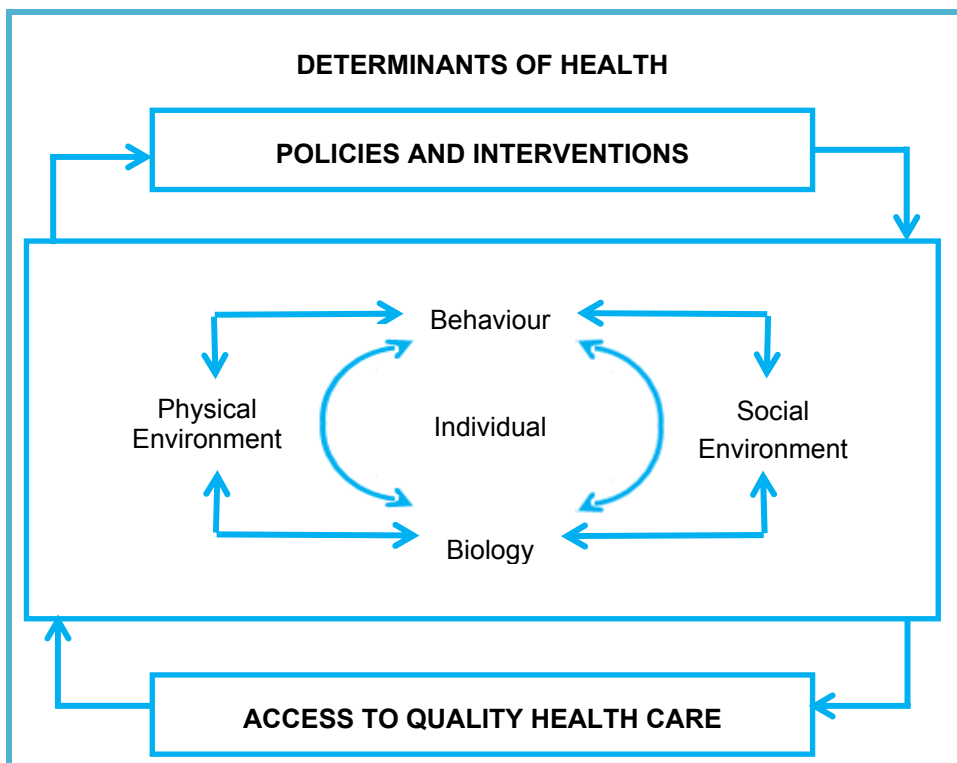 DETERMINANTS OF HEALTH
POLICIES AND INTERVENTIONS
Behaviour
Physical
Environment
Individual
Social
Environment
Biology
ACCESS TO QUALITY HEALTH CARE